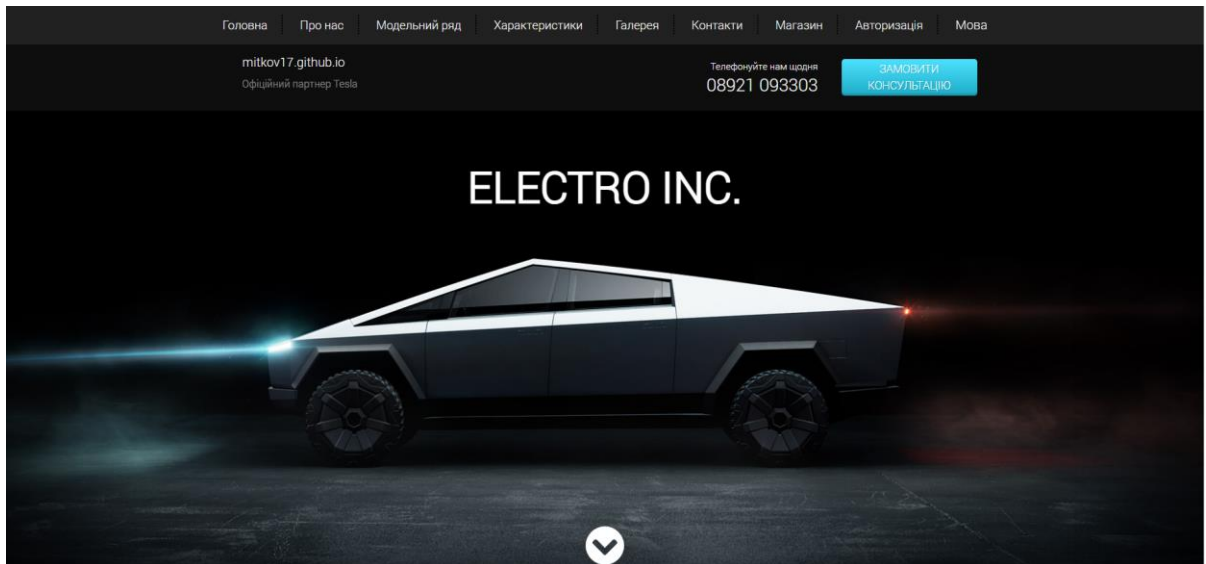 Головна Про нас Модельний ряд Характеристики Галерея Контакти Магазин Авторизація Мова
mitkov17.github.io
Офіційний партнер Tesla
Телефонуйте нам щодня
08921 093303
ЗАМОВИТИ
КОНСУЛЬТАЦІЮ
ELECTRO INC.